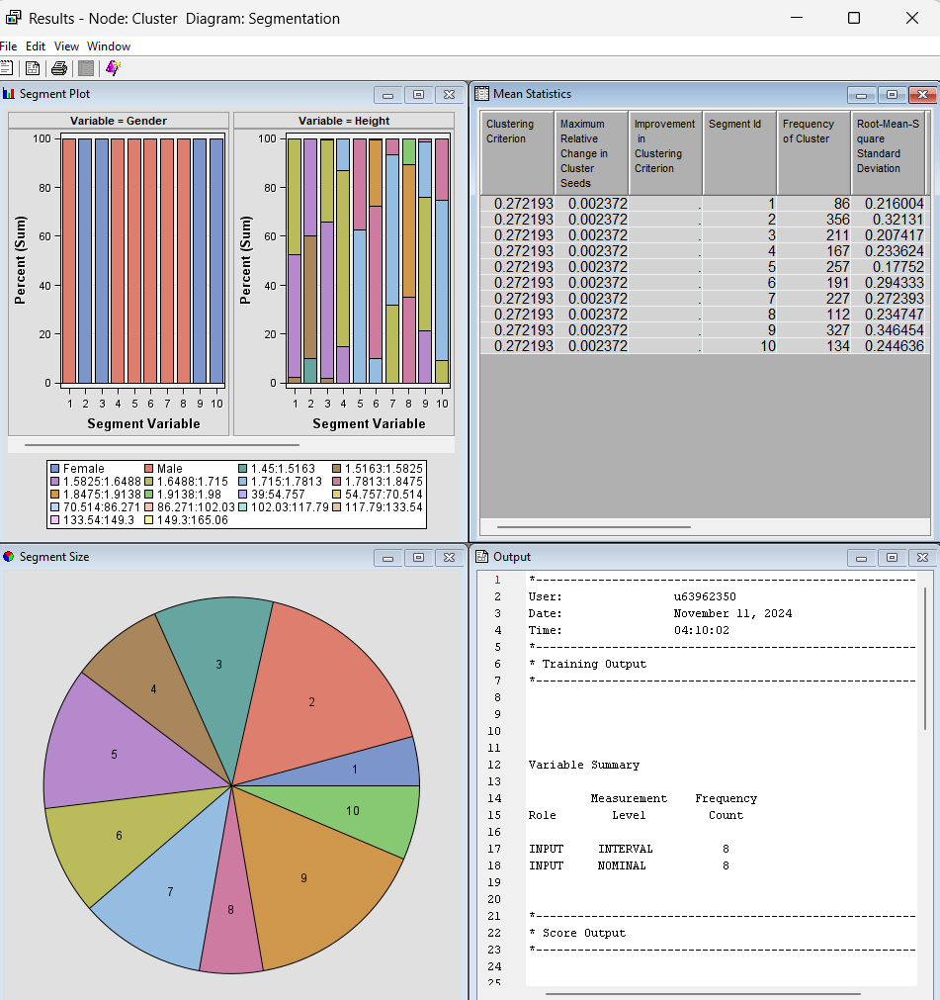 Results - Node: Cluster  Diagram: Segmentation
File Edit View Window
Segment Plot
Variable = Gender
Variable = Height
100
80
60
40
20
0
Percent (Sum)
1 2 3 4 5 6 7 8 9 10
Segment Variable
100
80
60
40
20
0
Percent (Sum)
1 2 3 4 5 6 7 8 9 10
Segment Variable
Female Male 1.45:1.5163 1.5163:1.5825
1.5825:1.6488 1.6488:1.715 1.715:1.7813 1.7813:1.8475
1.8475:1.9138 1.9138:1.98 39:54.757 54.757:70.514
70.514:86.271 86.271:102.03 102.03:117.79 117.79:133.54
133.54:149.3 149.3:165.06
Mean Statistics
Clustering Criterion
Maximum Relative Change in Cluster Seeds
Improvement in Clustering Criterion
Segment Id
Frequency of Cluster
Root-Mean-Square Standard Deviation
0.272193 0.002372 . 1 86 0.216004
0.272193 0.002372 . 2 356 0.32131
0.272193 0.002372 . 3 211 0.207417
0.272193 0.002372 . 4 167 0.233624
0.272193 0.002372 . 5 257 0.17752
0.272193 0.002372 . 6 191 0.294333
0.272193 0.002372 . 7 227 0.272393
0.272193 0.002372 . 8 112 0.234747
0.272193 0.002372 . 9 327 0.346454
0.272193 0.002372 . 10 134 0.244636
Segment Size
3
2
4
5
1
10
6
9
7
8
Output
1 *------------------------------------------------------------
2 User: u63962350
3 Date: November 11, 2024
4 Time: 04:10:02
5 *------------------------------------------------------------
6 * Training Output
7 *------------------------------------------------------------
8
9
10
11
12 Variable Summary
13
14 Measurement Frequency
15 Role Level Count
16
17 INPUT INTERVAL 8
18 INPUT NOMINAL 8
19
20
21 *------------------------------------------------------------
22 * Score Output
23 *------------------------------------------------------------
24
25